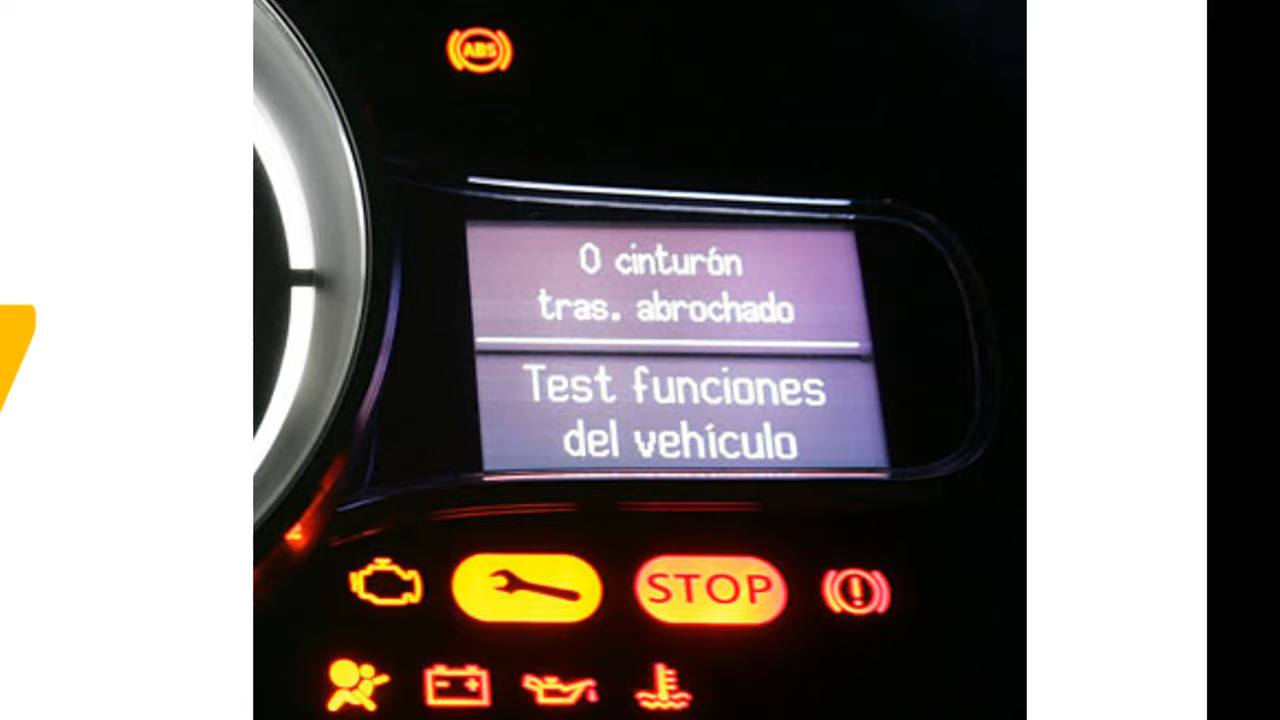 ABS
0 cinturón
tras. abrochado
Test funciones
del vehículo
STOP